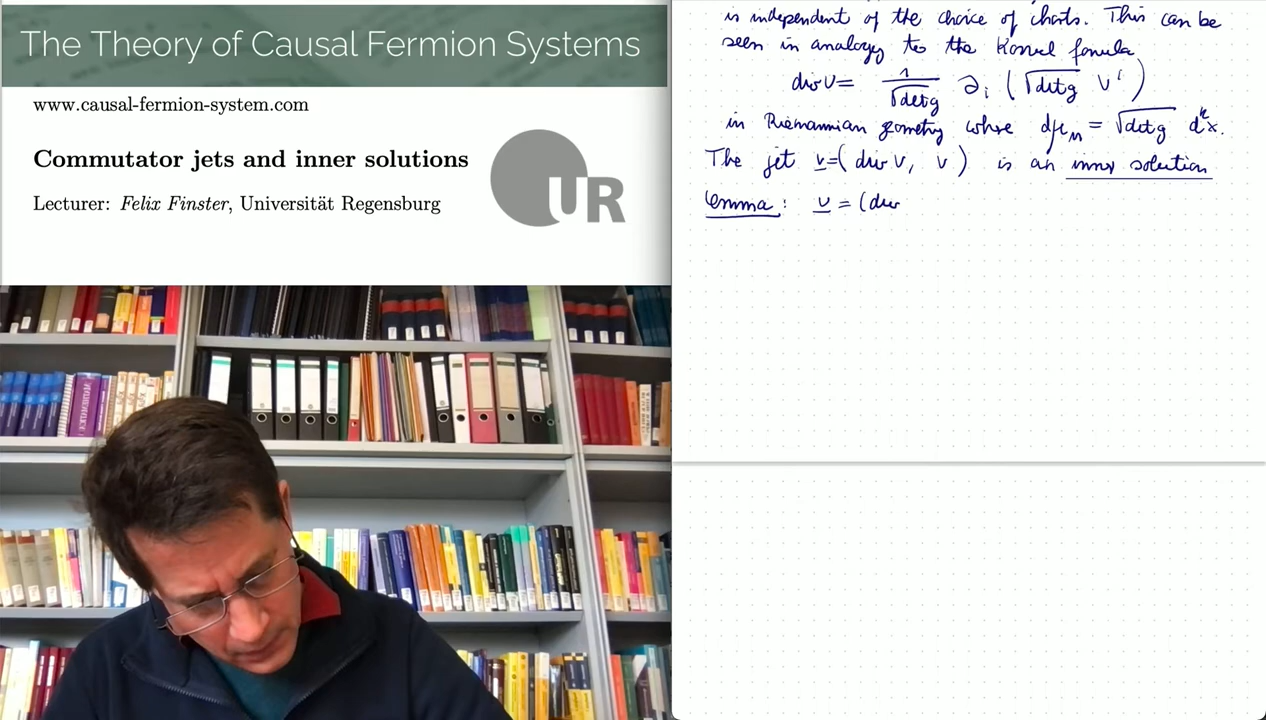 The Theory of Causal Fermion Systems
www.causal-fermion-system.com
Commutator jets and inner solutions
Lecturer: Felix Finster, Universität Regensburg
UR
is independent of the choice of charts. This can be
seen in analogy to the Koszul formula
div v = 1/√det g ∂_i ( √det g v^i )
in Riemannian geometry where dμ_M = √det g d^k x.
The jet v = ( div v, v ) is an inner solution
Lemma : v = ( div